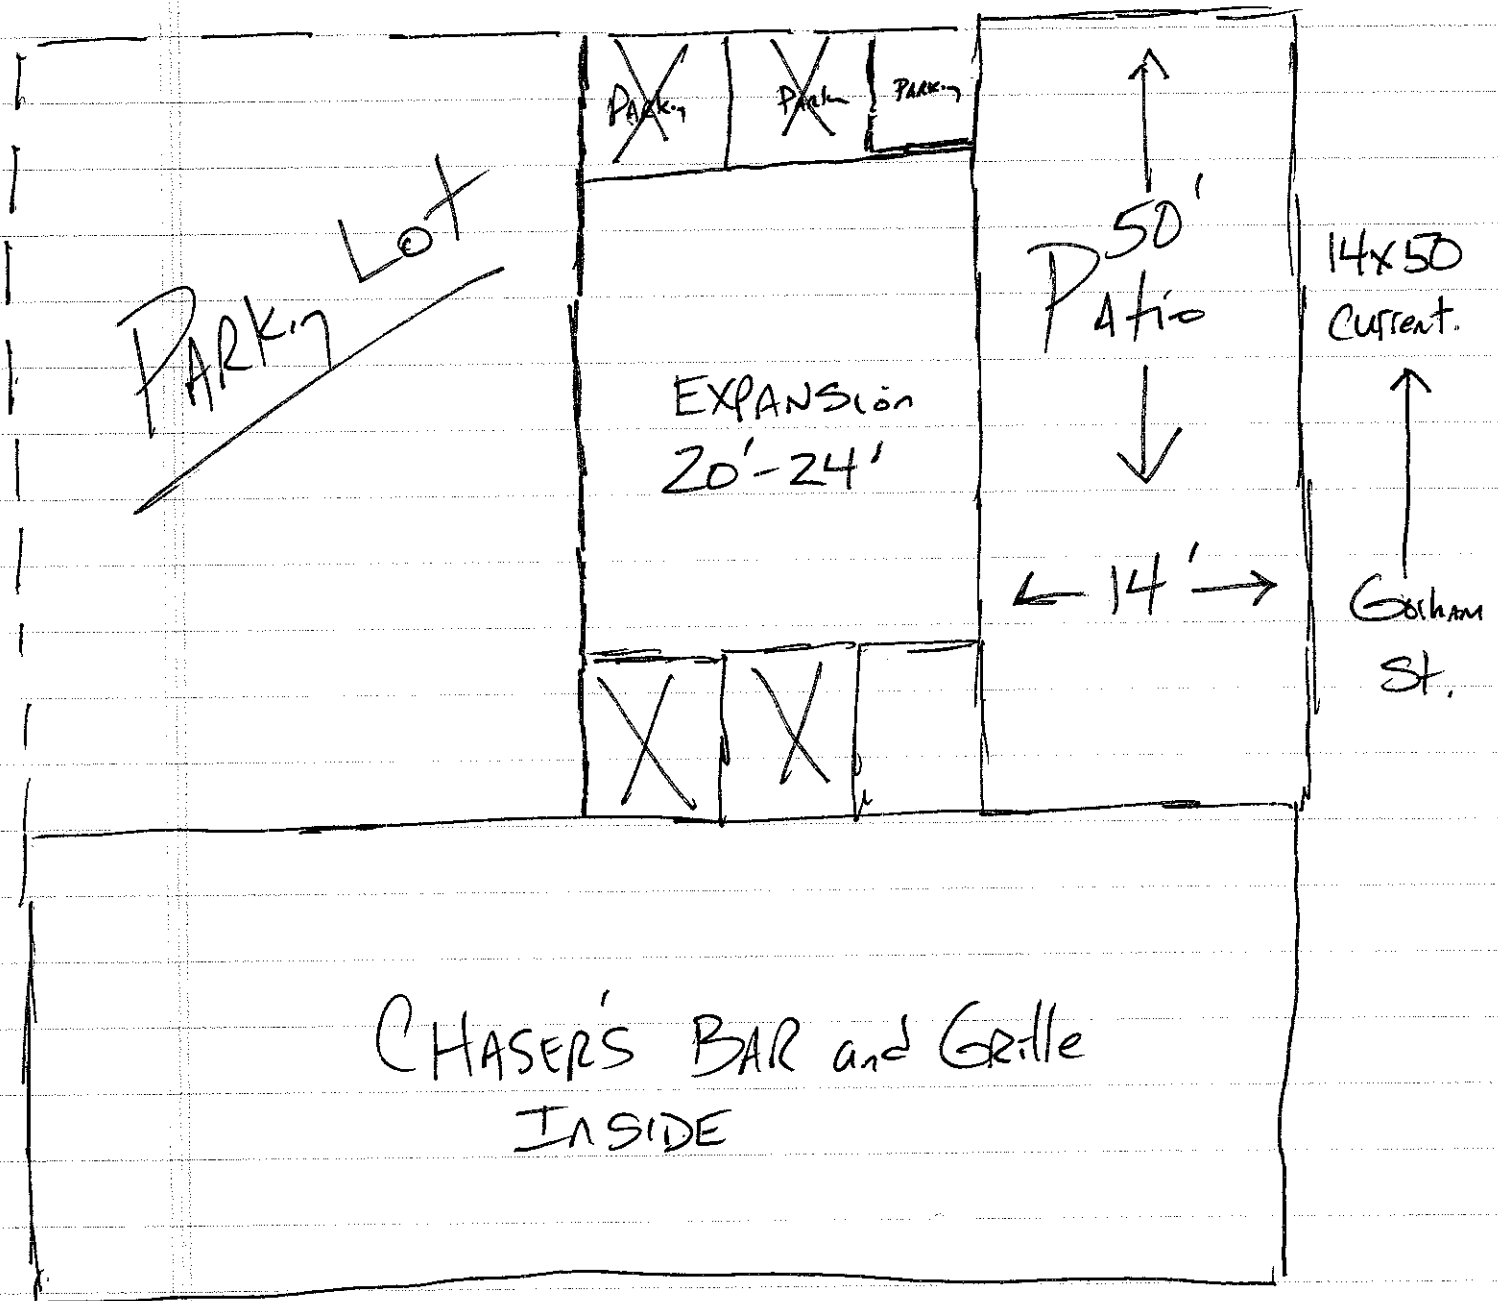 Parking
Park
Parking
Parking Lot
50'
Patio
14x50
Current.
Expansion
20'-24'
14'
Gorham
St.
CHASER'S BAR and Grille
INSIDE